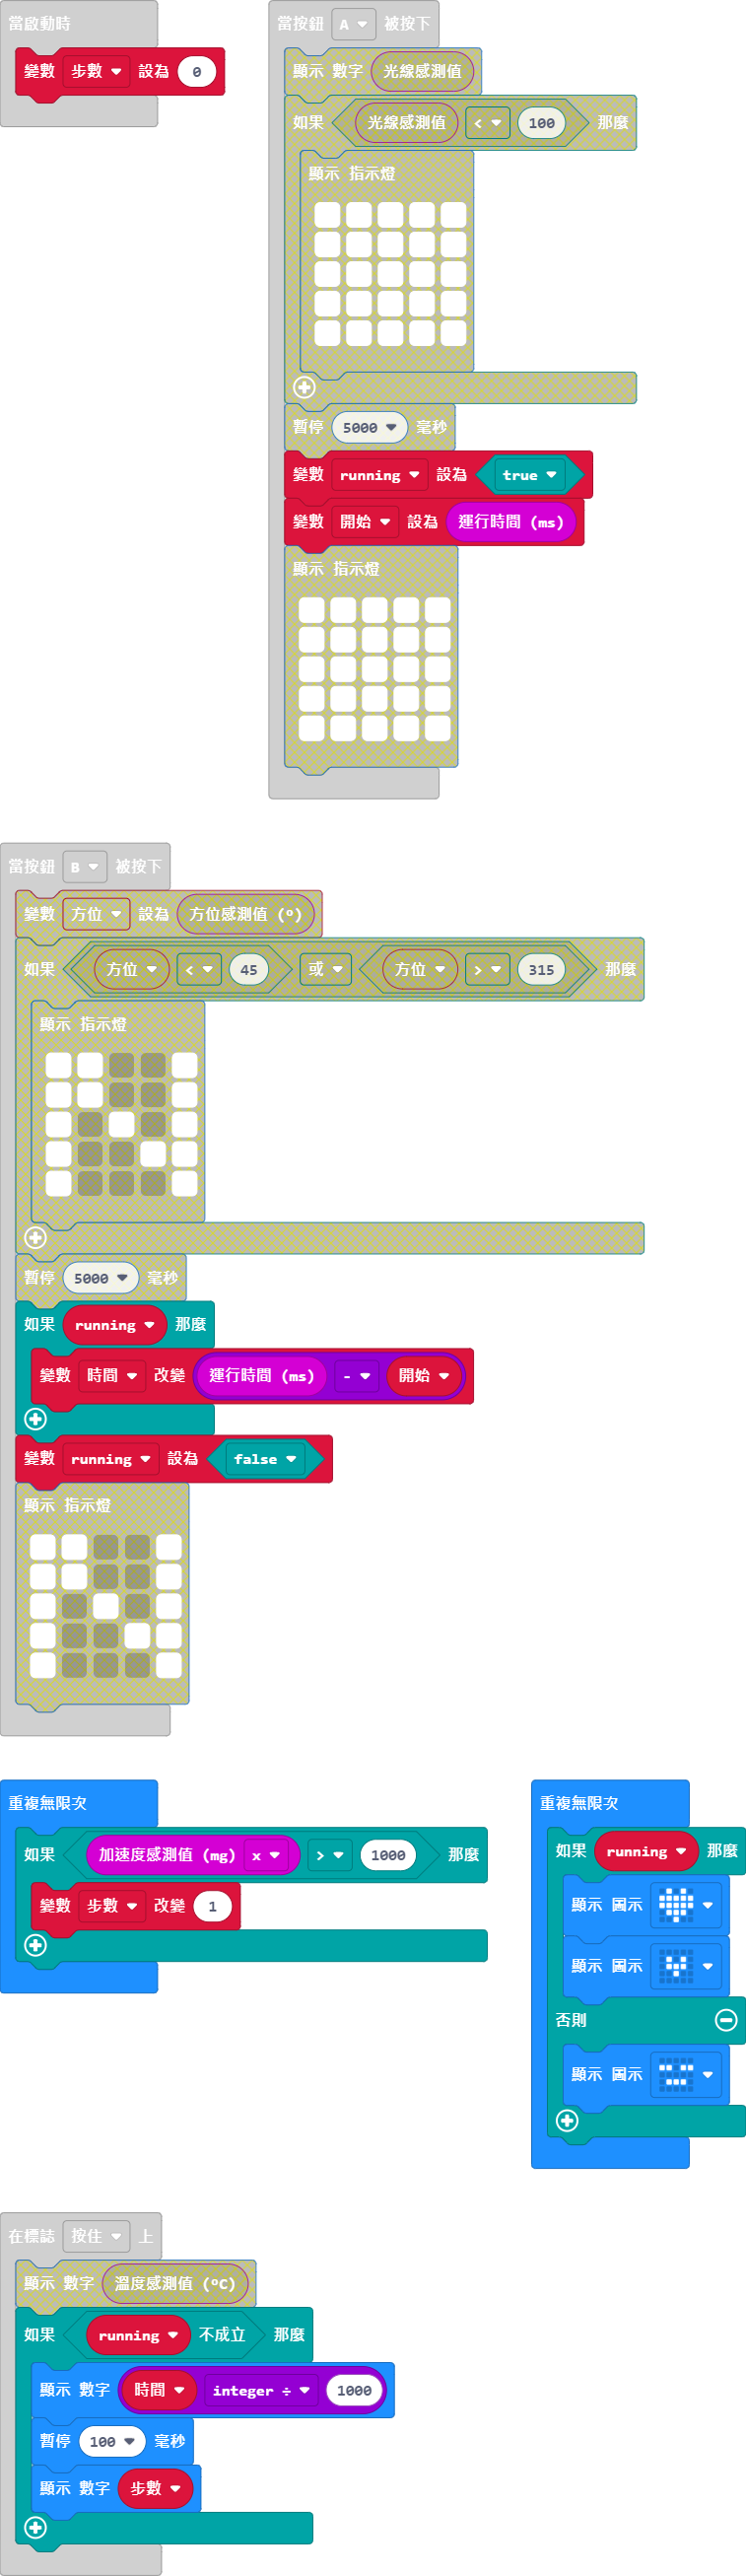 當啟動時
變數 步數 設為 0
當按鈕 A 被按下
顯示 數字 光線感測值
如果 光線感測值 < 100 那麼
顯示 指示燈
暫停 5000 毫秒
變數 running 設為 true
變數 開始 設為 運行時間 (ms)
顯示 指示燈
當按鈕 B 被按下
變數 方位 設為 方位感測值 (º)
如果 方位 < 45 或 方位 > 315 那麼
顯示 指示燈
暫停 5000 毫秒
如果 running 那麼
變數 時間 改變 運行時間 (ms) - 開始
變數 running 設為 false
顯示 指示燈
重複無限次
如果 加速度感測值 (mg) x > 1000 那麼
變數 步數 改變 1
重複無限次
如果 running 那麼
顯示 圖示
顯示 圖示
否則
顯示 圖示
在標誌 按住 上
顯示 數字 溫度感測值 (ºC)
如果 running 不成立 那麼
顯示 數字 時間 integer ÷ 1000
暫停 100 毫秒
顯示 數字 步數